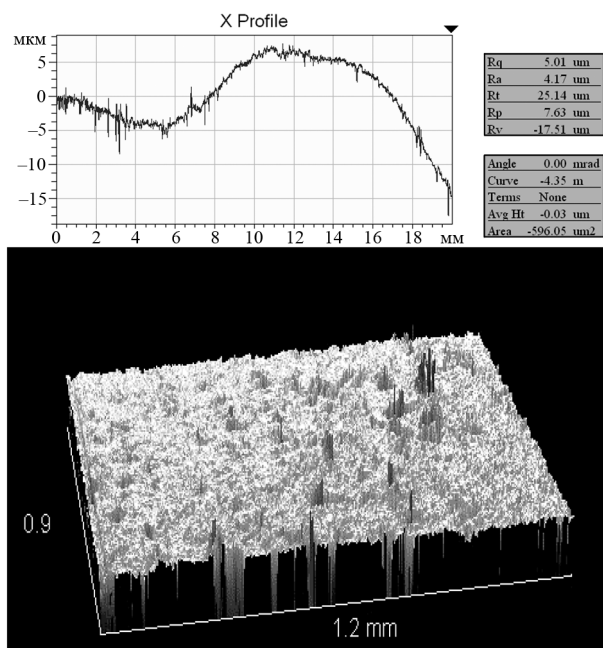 X Profile
мкм
5
0
−5
−10
−15
0 2 4 6 8 10 12 14 16 18 мм
Rq 5.01 um
Ra 4.17 um
Rt 25.14 um
Rp 7.63 um
Rv -17.51 um
Angle 0.00 mrad
Curve -4.35 m
Terms None
Avg Ht -0.03 um
Area -596.05 um2
0.9
1.2 mm